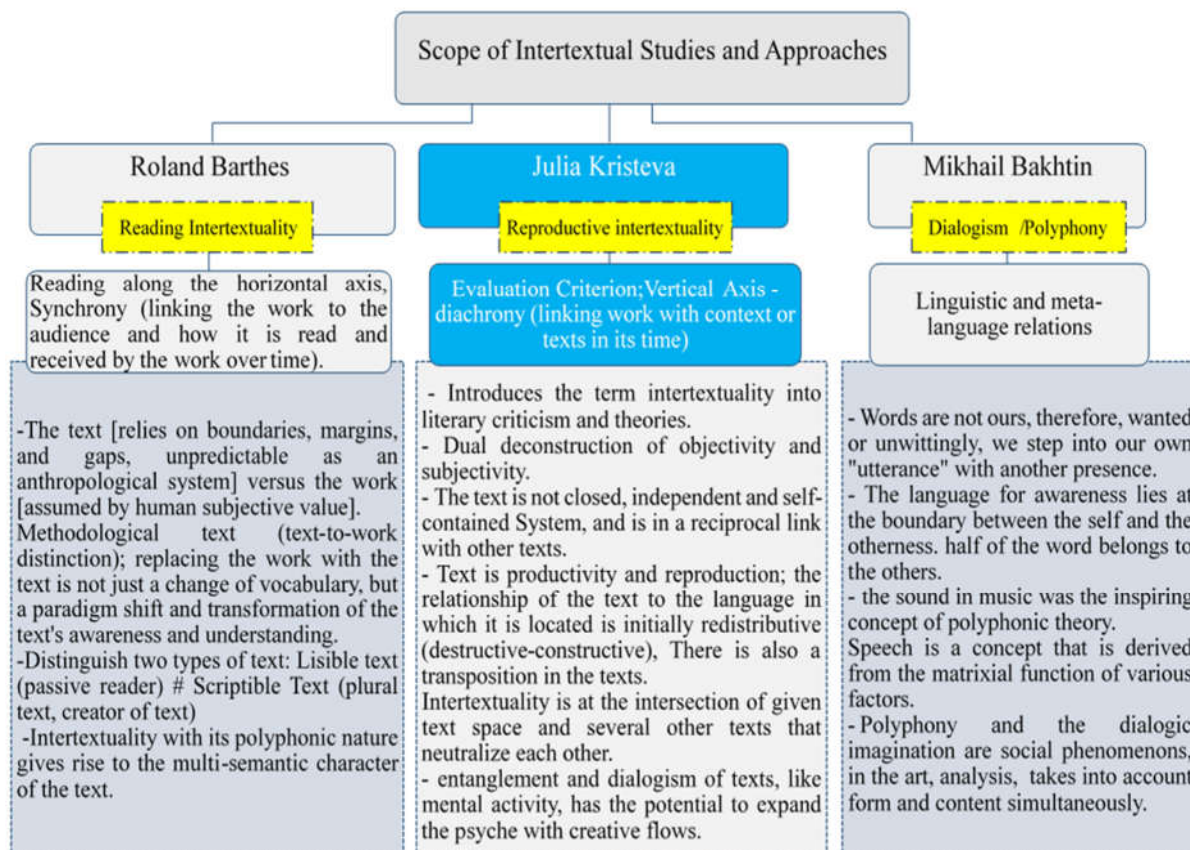 Scope of Intertextual Studies and Approaches
Roland Barthes
Reading Intertextuality
Reading along the horizontal axis,
Synchrony (linking the work to the
audience and how it is read and
received by the work over time).
-The text [relies on boundaries, margins,
and gaps, unpredictable as an
anthropological system] versus the work
[assumed by human subjective value].
Methodological text (text-to-work
distinction); replacing the work with the
text is not just a change of vocabulary, but
a paradigm shift and transformation of the
text's awareness and understanding.
-Distinguish two types of text: Lisible text
(passive reader) # Scriptible Text (plural
text, creator of text)
-Intertextuality with its polyphonic nature
gives rise to the multi-semantic character
of the text.
Julia Kristeva
Reproductive intertextuality
Evaluation Criterion;Vertical Axis -
diachrony (linking work with context or
texts in its time)
- Introduces the term intertextuality into
literary criticism and theories.
- Dual deconstruction of objectivity and
subjectivity.
- The text is not closed, independent and self-
contained System, and is in a reciprocal link
with other texts.
- Text is productivity and reproduction; the
relationship of the text to the language in
which it is located is initially redistributive
(destructive-constructive), There is also a
transposition in the texts.
Intertextuality is at the intersection of given
text space and several other texts that
neutralize each other.
- entanglement and dialogism of texts, like
mental activity, has the potential to expand
the psyche with creative flows.
Mikhail Bakhtin
Dialogism /Polyphony
Linguistic and meta-
language relations
- Words are not ours, therefore, wanted
or unwittingly, we step into our own
"utterance" with another presence.
- The language for awareness lies at
the boundary between the self and the
otherness. half of the word belongs to
the others.
- the sound in music was the inspiring
concept of polyphonic theory.
Speech is a concept that is derived
from the matrixial function of various
factors.
-Polyphony and the dialogic
imagination are social phenomenons,
in the art, analysis, takes into account
form and content simultaneously.